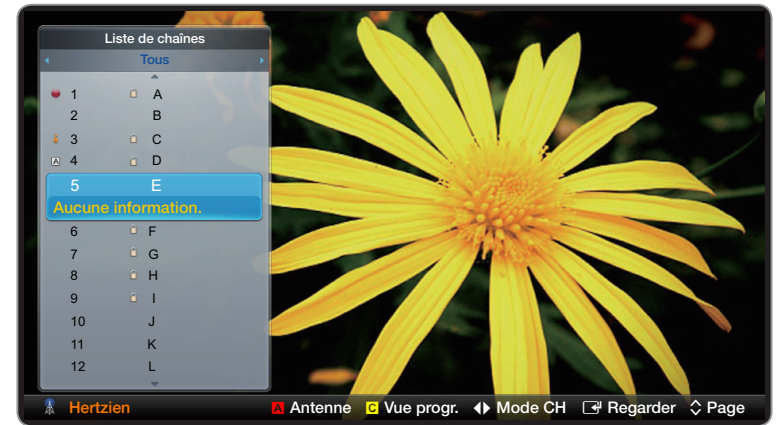 Liste de chaînes
Tous
1 A
2 B
3 C
A 4 D
5 E
Aucune information.
6 F
7 G
8 H
9 I
10 J
11 K
12 L
Hertzien A Antenne C Vue progr. Mode CH Regarder Page